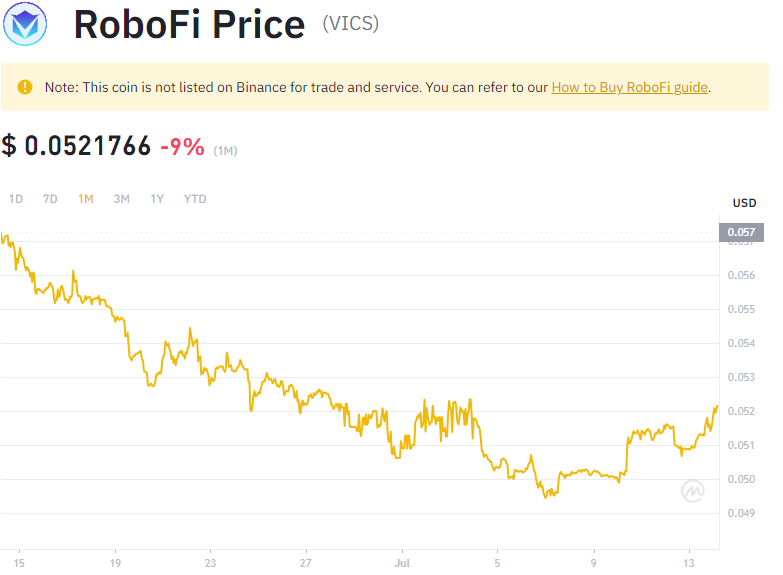 RoboFi Price (VICS)
Note: This coin is not listed on Binance for trade and service. You can refer to our How to Buy RoboFi guide.
$ 0.0521766 -9% (1M)
1D 7D 1M 3M 1Y YTD
USD
0.057
0.057
0.056
0.055
0.054
0.053
0.052
0.051
0.050
0.049
15 19 23 27 Jul 5 9 13